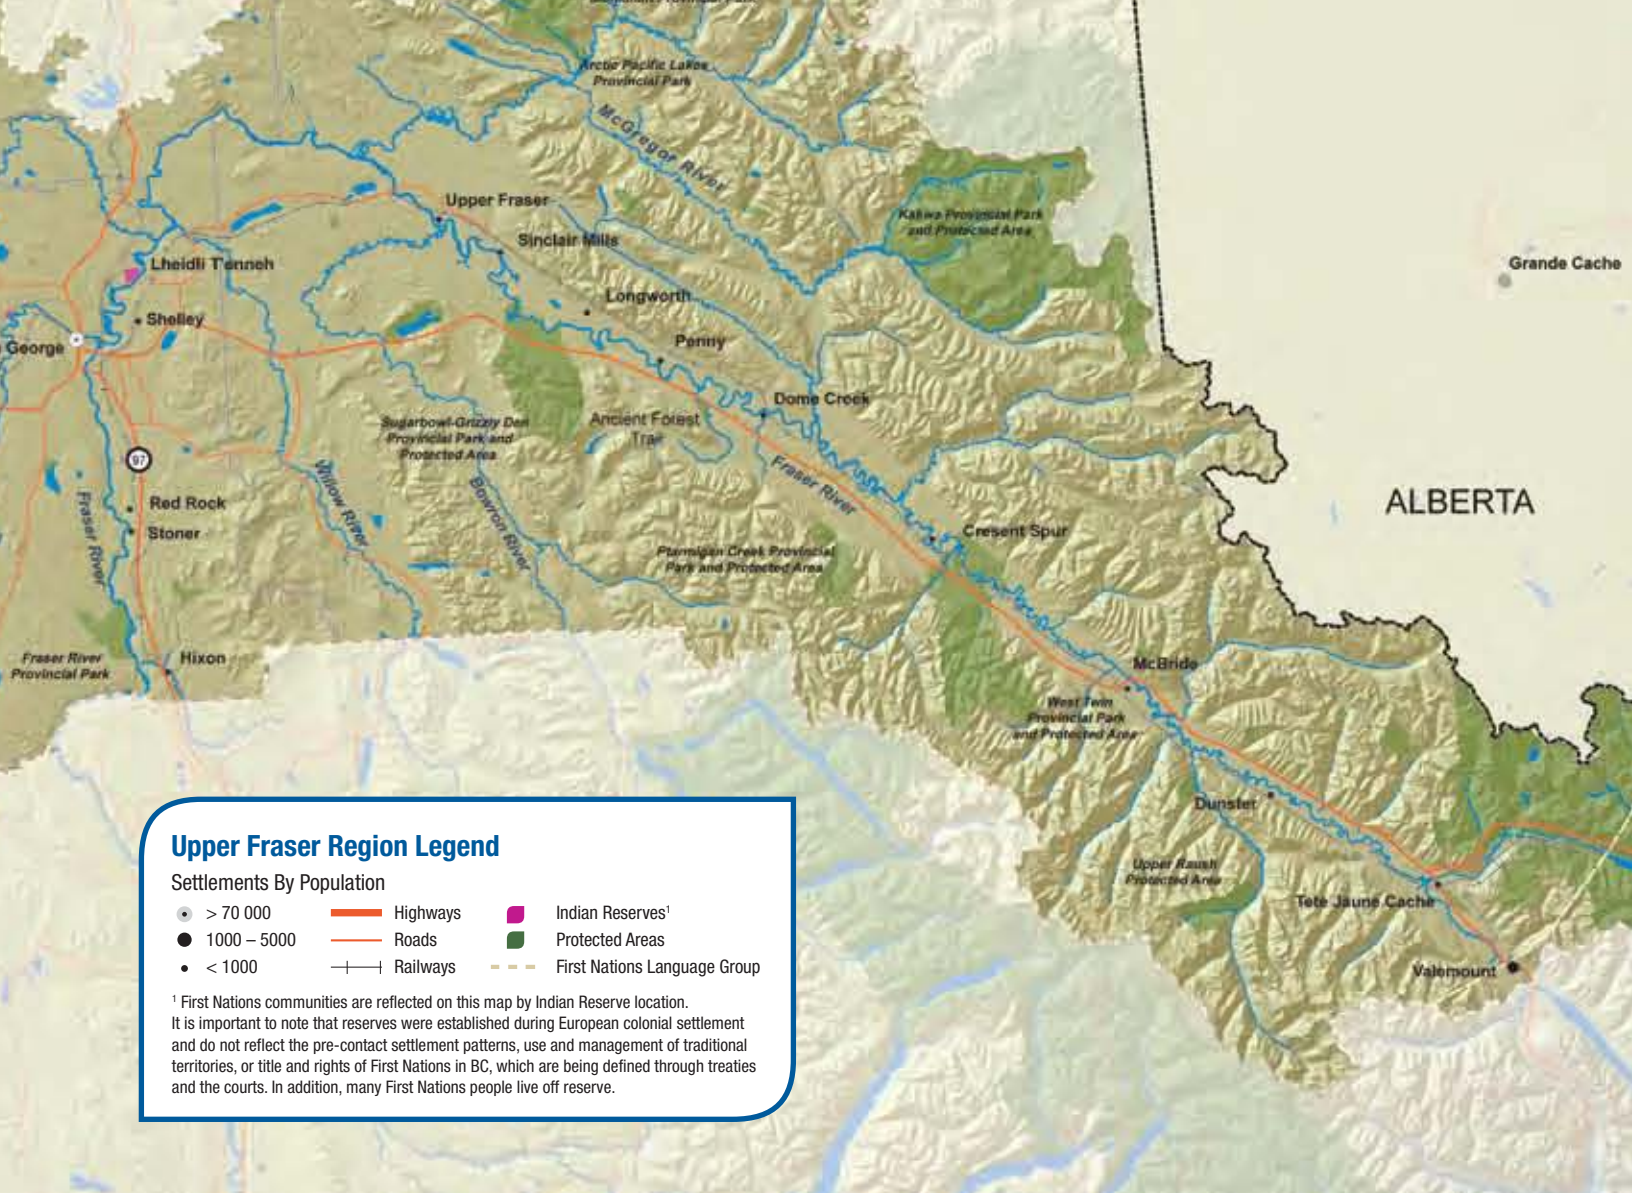 Arctic Pacific Lakes
Provincial Park
McGregor River
Upper Fraser
Kakwa Provincial Park
and Protected Area
Sinclair Mills
Lheidli T'enneh
Grande Cache
Longworth
Shelley
George
Penny
Dome Creek
Ancient Forest
Trail
Sugarbowl-Grizzly Den
Provincial Park and
Protected Area
97
Fraser River
Willow River
Bowron River
Fraser River
ALBERTA
Red Rock
Stoner
Cresent Spur
Ptarmigan Creek Provincial
Park and Protected Area
Fraser River
Provincial Park
Hixon
McBride
West Twin
Provincial Park
and Protected Area
Dunster
Upper Raush
Protected Area
Tete Jaune Cache
Valemount
Upper Fraser Region Legend
Settlements By Population
> 70 000
Highways
Indian Reserves¹
1000 – 5000
Roads
Protected Areas
< 1000
Railways
First Nations Language Group
¹ First Nations communities are reflected on this map by Indian Reserve location.
It is important to note that reserves were established during European colonial settlement
and do not reflect the pre-contact settlement patterns, use and management of traditional
territories, or title and rights of First Nations in BC, which are being defined through treaties
and the courts. In addition, many First Nations people live off reserve.